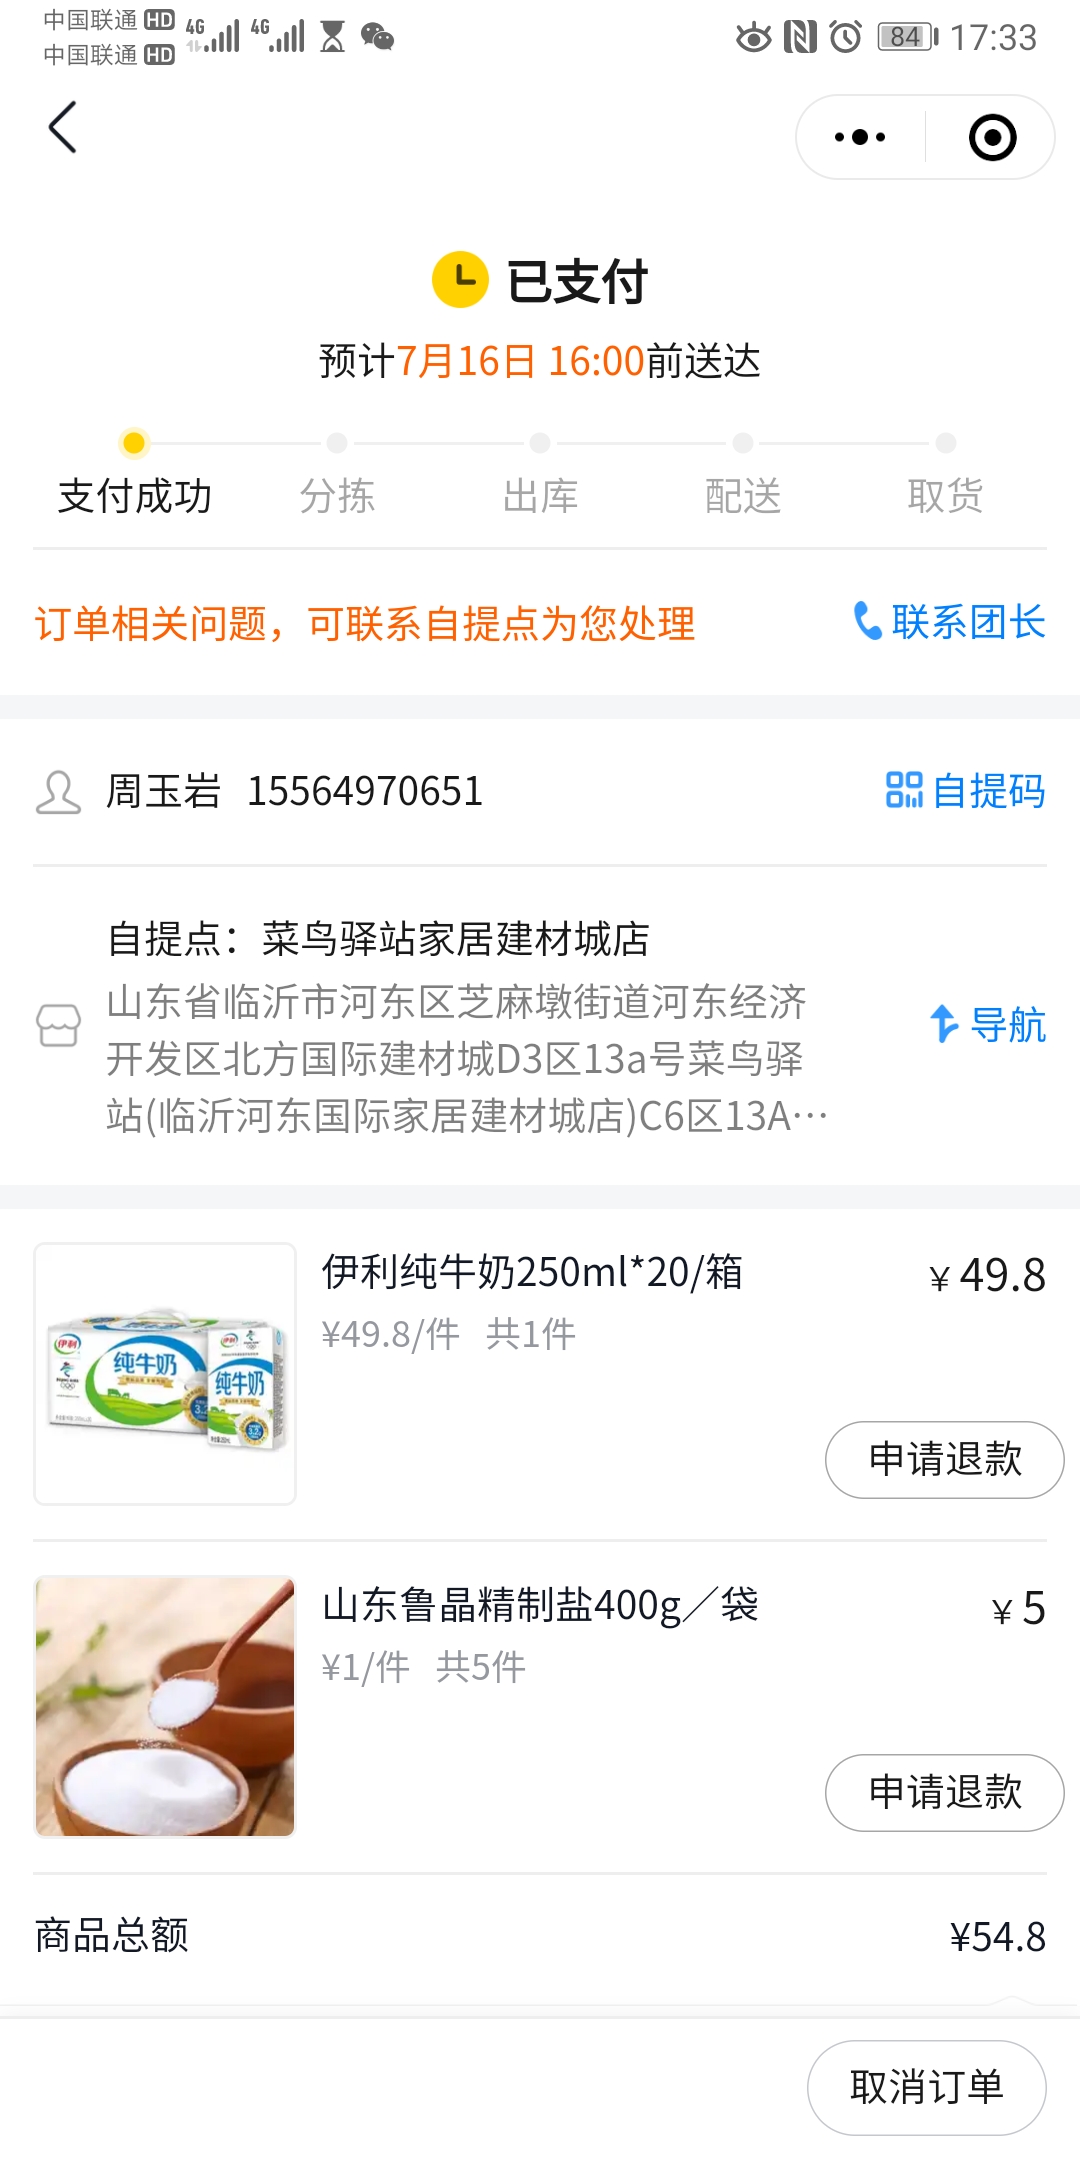 中国联通 HD 4G 4G 84 17:33
中国联通 HD
已支付
预计7月16日 16:00前送达
支付成功 分拣 出库 配送 取货
订单相关问题，可联系自提点为您处理 联系团长
周玉岩 15564970651 自提码
自提点：菜鸟驿站家居建材城店
山东省临沂市河东区芝麻墩街道河东经济
开发区北方国际建材城D3区13a号菜鸟驿 导航
站(临沂河东国际家居建材城店)C6区13A…
伊利纯牛奶250ml*20/箱 ¥49.8
¥49.8/件 共1件
伊利
纯牛奶
伊利
纯牛奶
申请退款
山东鲁晶精制盐400g／袋 ¥5
¥1/件 共5件
申请退款
商品总额 ¥54.8
取消订单